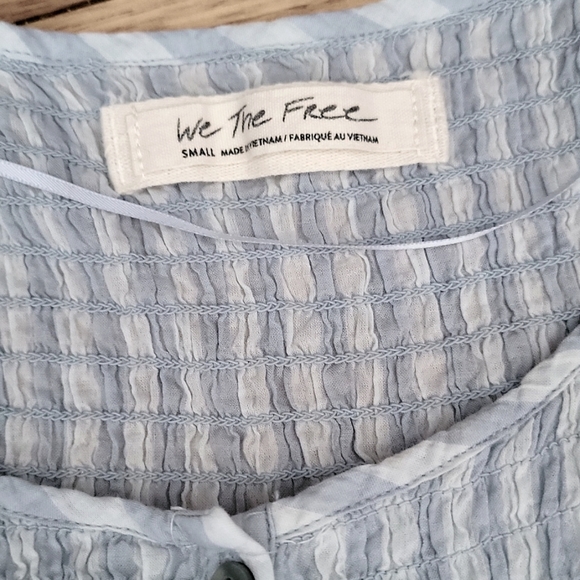 We The Free
SMALL MADE IN VIETNAM / FABRIQUÉ AU VIETNAM